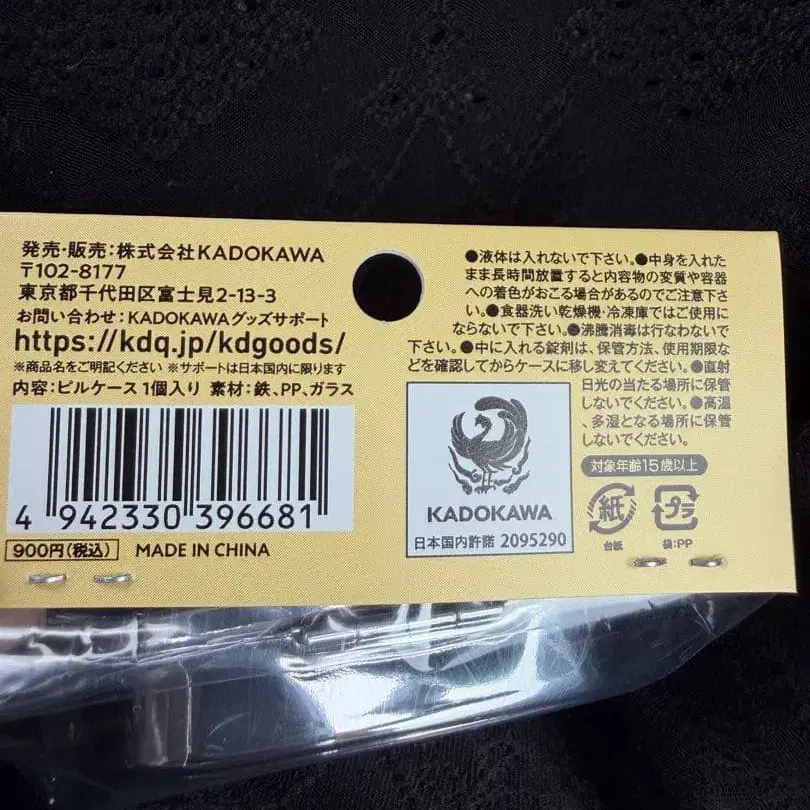 発売・販売：株式会社KADOKAWA
〒102-8177
東京都千代田区富士見2-13-3
お問い合わせ：KADOKAWAグッズサポート
https://kdq.jp/kdgoods/
※商品名をご明記ください ※サポートは日本国内に限ります
内容：ピルケース 1個入り 素材：鉄、PP、ガラス
4 942330 396681
900円(税込) MADE IN CHINA
●液体は入れないで下さい。●中身を入れた
まま長時間放置すると内容物の変質や容器
への着色がおこる場合があるのでご注意下さ
い。●食器洗い乾燥機・冷凍庫ではご使用に
ならないで下さい。●沸騰消毒は行なわないで
下さい。●中に入れる錠剤は、保管方法、使用期限な
どを確認してからケースに移し変えてください。●直射
日光の当たる場所に保管
しないでください。●高温
、多湿となる場所に保管
しないでください。
対象年齢15歳以上
KADOKAWA
日本国内許諾 2095290
紙
台紙
プラ
袋：PP